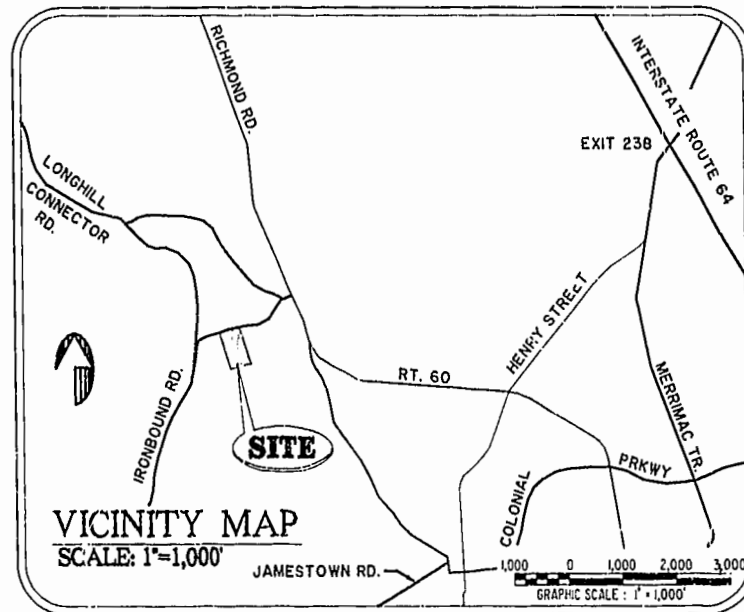 RICHMOND RD.
INTERSTATE ROUTE 64
EXIT 238
LONGHILL
CONNECTOR
RD.
HENRY STREET
RT. 60
MERRIMAC TR.
IRONBOUND RD.
SITE
COLONIAL
PRKWY
VICINITY MAP
SCALE: 1"=1,000'
JAMESTOWN RD.
1,000 0 1,000 2,000 3,000
GRAPHIC SCALE : 1" = 1,000'